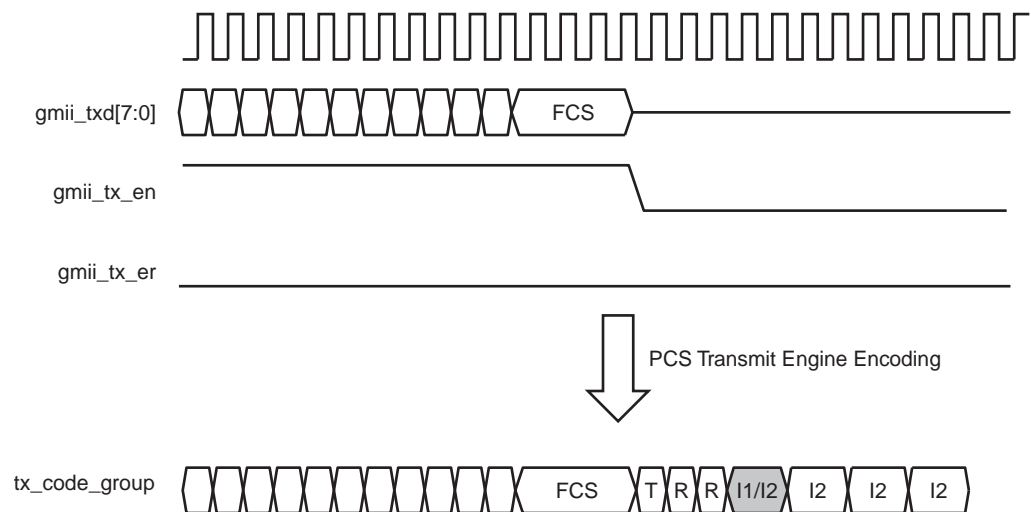 gmii_txd[7:0] FCS
gmii_tx_en
gmii_tx_er
PCS Transmit Engine Encoding
tx_code_group FCS T R R I1/I2 I2 I2 I2